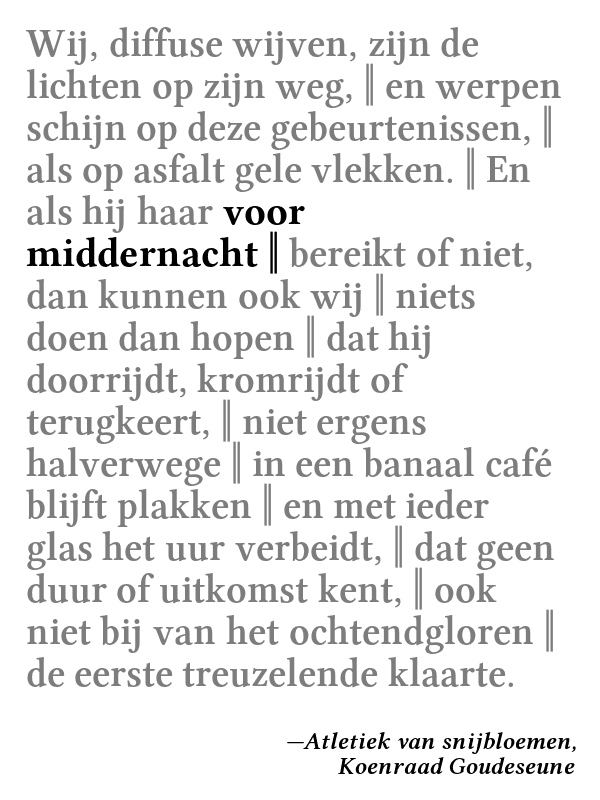 Wij, diffuse wijven, zijn de
lichten op zijn weg, ‖ en werpen
schijn op deze gebeurtenissen, ‖
als op asfalt gele vlekken. ‖ En
als hij haar voor
middernacht ‖ bereikt of niet,
dan kunnen ook wij ‖ niets
doen dan hopen ‖ dat hij
doorrijdt, kromrijdt of
terugkeert, ‖ niet ergens
halverwege ‖ in een banaal café
blijft plakken ‖ en met ieder
glas het uur verbeidt, ‖ dat geen
duur of uitkomst kent, ‖ ook
niet bij van het ochtendgloren ‖
de eerste treuzelende klaarte.
—Atletiek van snijbloemen,
Koenraad Goudeseune